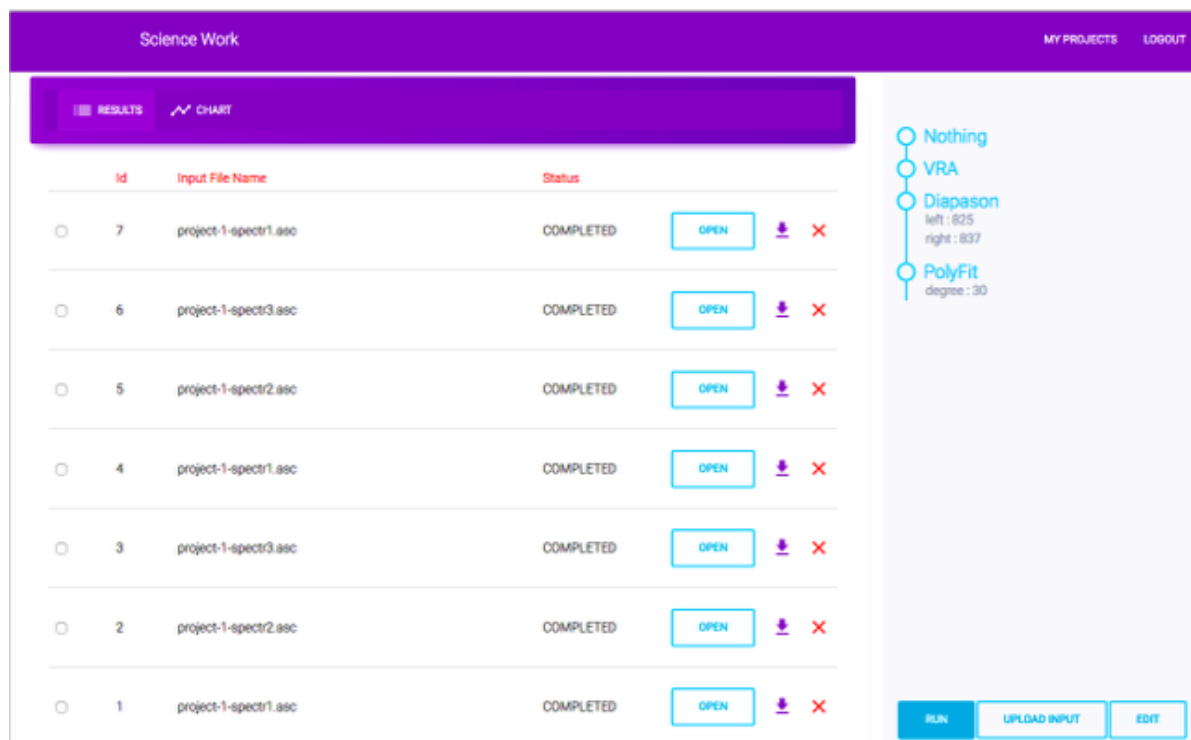 Science Work
MY PROJECTS LOGOUT
RESULTS CHART
Id Input File Name Status
7 project-1-spectr1.asc COMPLETED OPEN
6 project-1-spectr3.asc COMPLETED OPEN
5 project-1-spectr2.asc COMPLETED OPEN
4 project-1-spectr1.asc COMPLETED OPEN
3 project-1-spectr3.asc COMPLETED OPEN
2 project-1-spectr2.asc COMPLETED OPEN
1 project-1-spectr1.asc COMPLETED OPEN
Nothing
VRA
Diapason
left : 825
right : 837
PolyFit
degree : 30
RUN UPLOAD INPUT EDIT